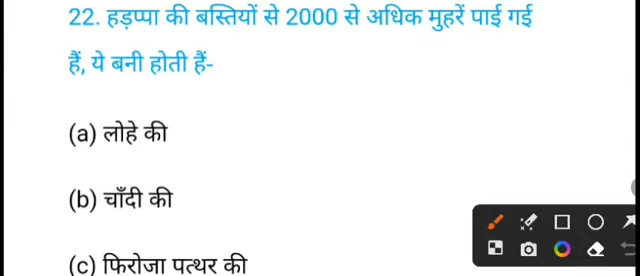 22. हड़प्पा की बस्तियों से 2000 से अधिक मुहरें पाई गई
हैं, ये बनी होती हैं-
(a) लोहे की
(b) चाँदी की
(c) फिरोजा पत्थर की